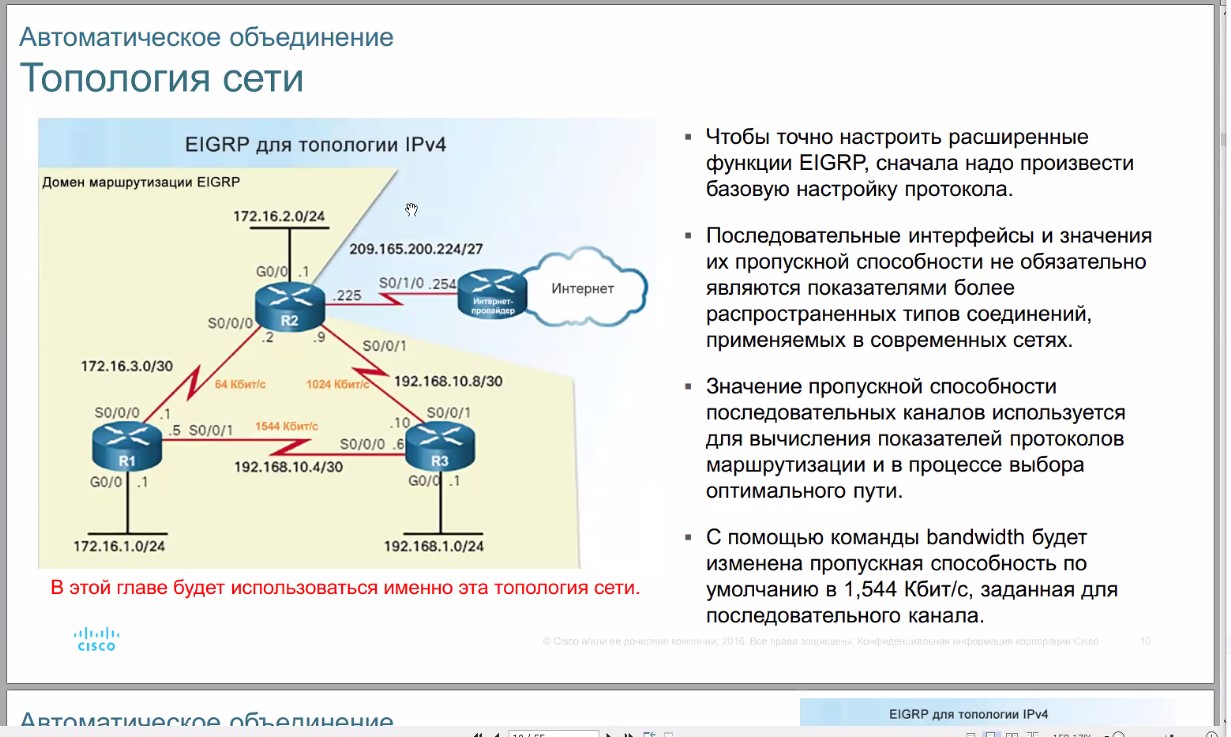 Автоматическое объединение
Топология сети
EIGRP для топологии IPv4
Домен маршрутизации EIGRP
172.16.2.0/24
209.165.200.224/27
G0/0 .1
S0/1/0 .254
.225
Интернет-
провайдер
Интернет
R2
S0/0/0
.2
.9
S0/0/1
172.16.3.0/30
64 Кбит/с
1024 Кбит/с
192.168.10.8/30
S0/0/0
.1
S0/0/1
.10
.5 S0/0/1
1544 Кбит/с
S0/0/0 .6
R1
192.168.10.4/30
R3
G0/0 .1
G0/0 .1
172.16.1.0/24
192.168.1.0/24
В этой главе будет использоваться именно эта топология сети.
Чтобы точно настроить расширенные
функции EIGRP, сначала надо произвести
базовую настройку протокола.
Последовательные интерфейсы и значения
их пропускной способности не обязательно
являются показателями более
распространенных типов соединений,
применяемых в современных сетях.
Значение пропускной способности
последовательных каналов используется
для вычисления показателей протоколов
маршрутизации и в процессе выбора
оптимального пути.
С помощью команды bandwidth будет
изменена пропускная способность по
умолчанию в 1,544 Кбит/с, заданная для
последовательного канала.
CISCO
© Cisco и/или ее дочерние компании, 2016. Все права защищены. Конфиденциальная информация корпорации Cisco
10
Автоматическое объединение
EIGRP для топологии IPv4